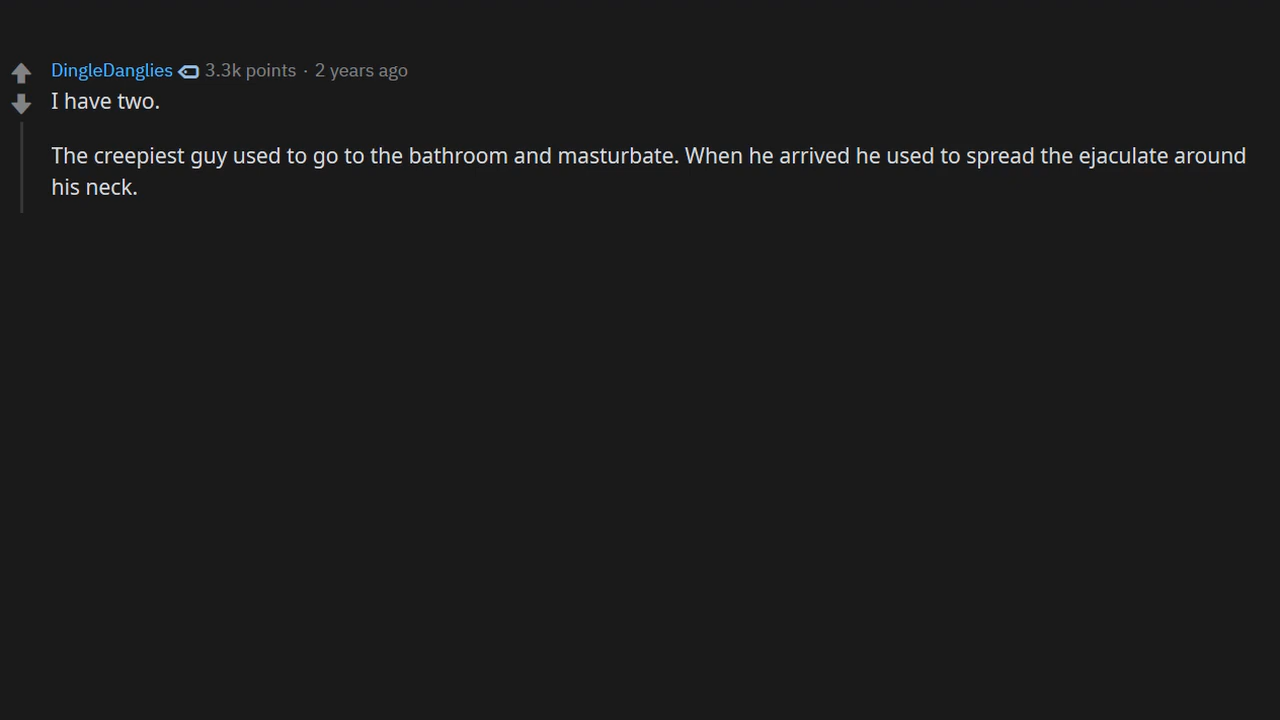 DingleDanglies 3.3k points · 2 years ago
I have two.
The creepiest guy used to go to the bathroom and masturbate. When he arrived he used to spread the ejaculate around
his neck.